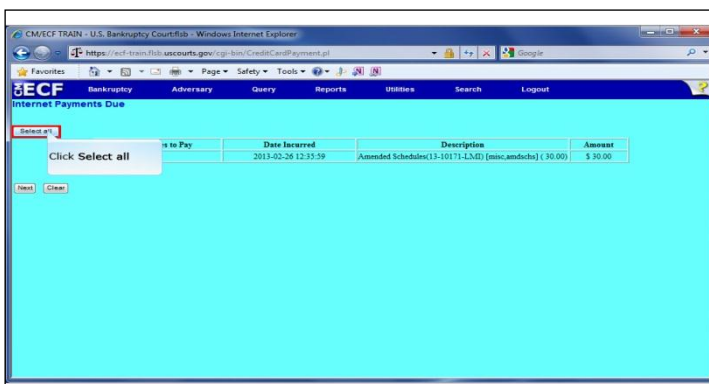 CM/ECF TRAIN - U.S. Bankruptcy Court:flsb - Windows Internet Explorer
https://ecf-train.flsb.uscourts.gov/cgi-bin/CreditCardPayment.pl
Google
Favorites Page Safety Tools
ECF Bankruptcy Adversary Query Reports Utilities Search Logout ?
Internet Payments Due
Select all
es to Pay Date Incurred Description Amount
Click Select all
2013-02-26 12:35:59 Amended Schedules(13-10171-LMI) [misc,amdschs] ( 30.00) $ 30.00
Next Clear